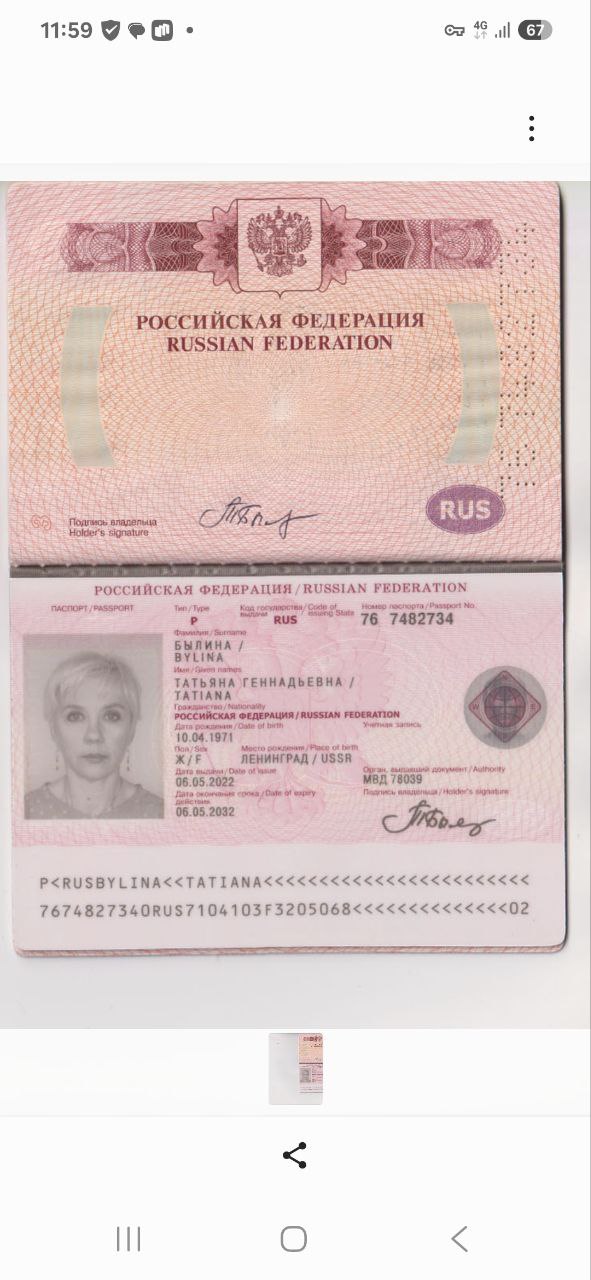 11:59
4G
67
РОССИЙСКАЯ ФЕДЕРАЦИЯ
RUSSIAN FEDERATION
RUS
Подпись владельца
Holder's signature
РОССИЙСКАЯ ФЕДЕРАЦИЯ / RUSSIAN FEDERATION
ПАСПОРТ / PASSPORT
Тип / Type
Код государства / Code of
выдачи issuing State
Номер паспорта / Passport No.
P
RUS
76 7482734
Фамилия / Surname
БЫЛИНА /
BYLINA
Имя / Given names
ТАТЬЯНА ГЕННАДЬЕВНА /
TATIANA
Гражданство / Nationality
РОССИЙСКАЯ ФЕДЕРАЦИЯ / RUSSIAN FEDERATION
Дата рождения / Date of birth
Учетная запись
10.04.1971
Пол / Sex
Место рождения / Place of birth
Ж / F
ЛЕНИНГРАД / USSR
Дата выдачи / Date of issue
Орган, выдавший документ / Authority
06.05.2022
МВД 78039
Дата окончания срока / Date of expiry
действия
Подпись владельца / Holder's signature
06.05.2032
W
E
P<RUSBYLINA<<TATIANA<<<<<<<<<<<<<<<<<<<<<<<<
7674827340RUS7104103F3205068<<<<<<<<<<<<<<02